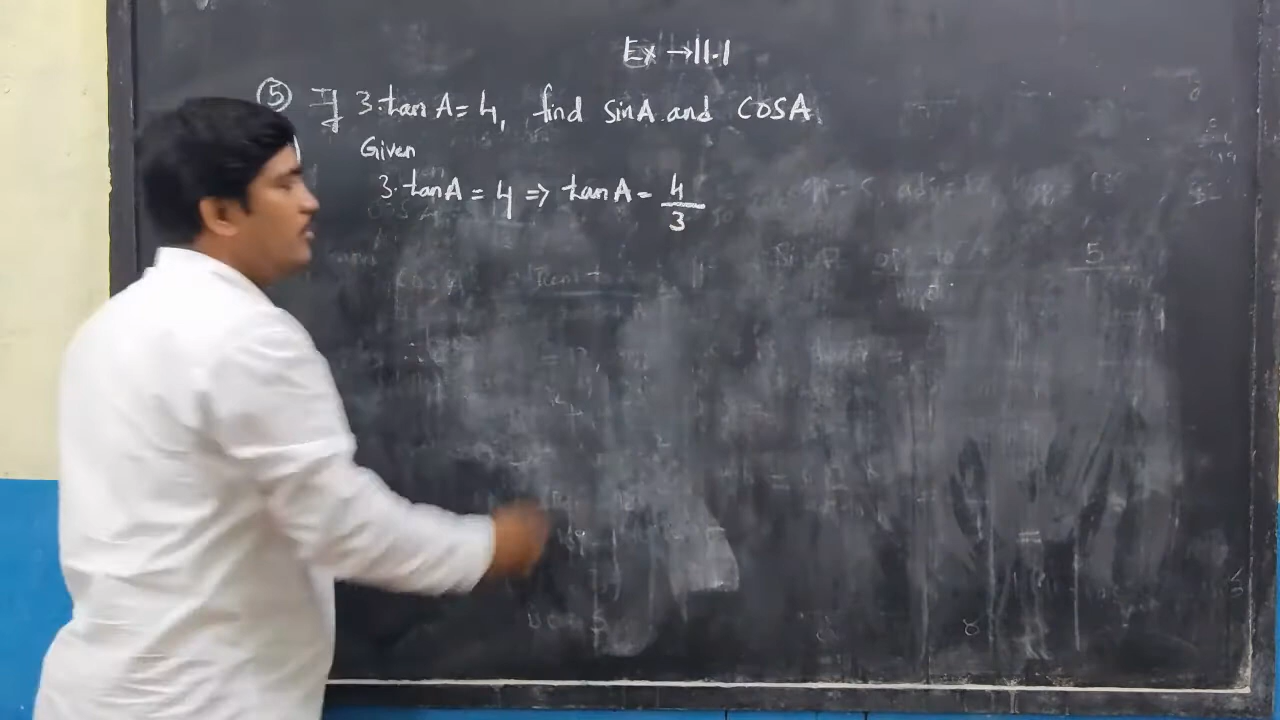 Ex →11.1
⑤ If 3·tan A = 4, find sin A and cos A.
Given
3·tan A = 4 => tan A = 4/3